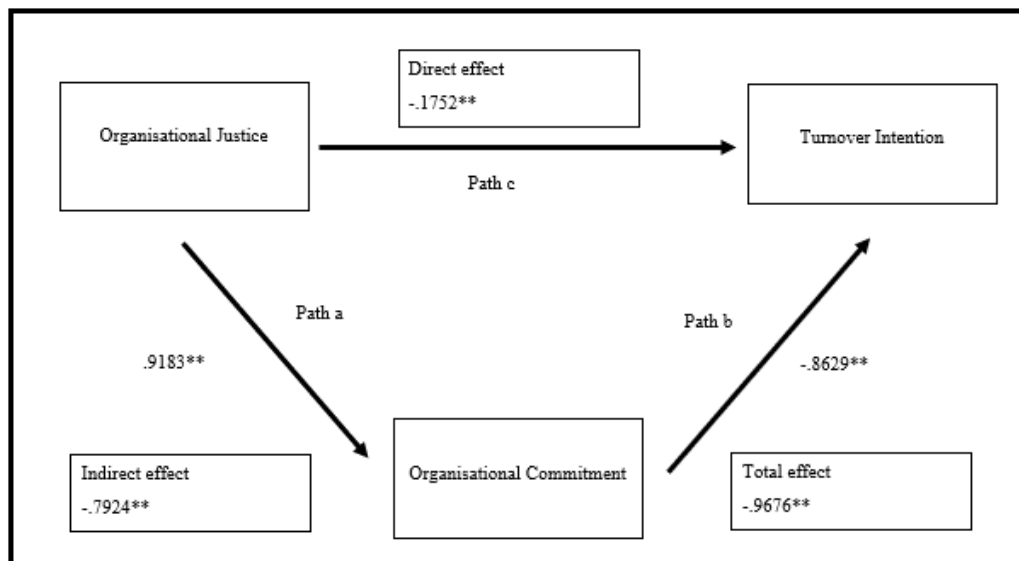 Direct effect
-.1752**
Organisational Justice
Turnover Intention
Path c
Path a
Path b
.9183**
-.8629**
Indirect effect
-.7924**
Organisational Commitment
Total effect
-.9676**